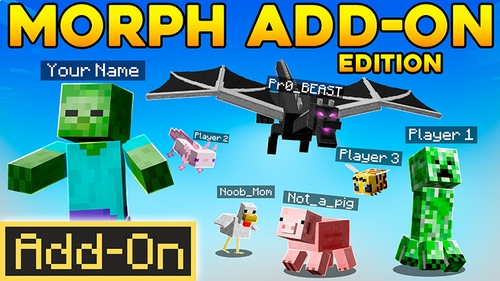 MORPH ADD-ON
EDITION
Your Name
Pr0_BEAST
Player 2
Player 1
Player 3
Noob_Mom
Not_a_pig
Add-On